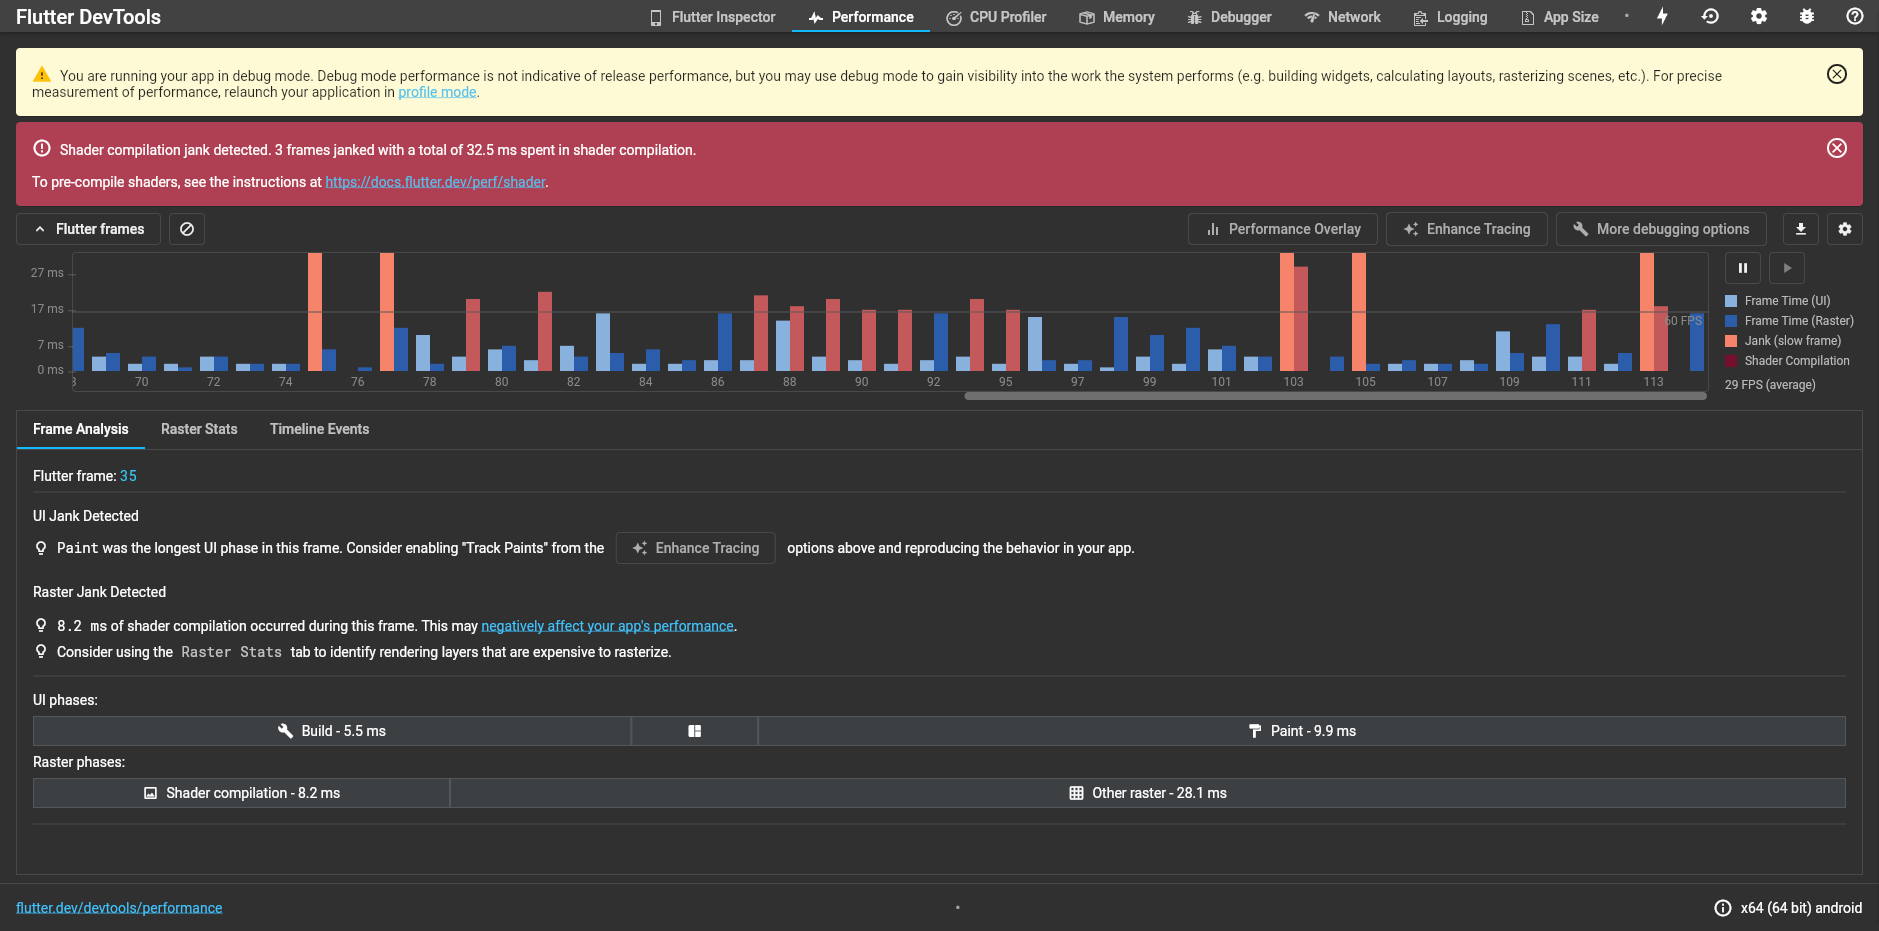 Flutter DevTools
Flutter Inspector Performance CPU Profiler Memory Debugger Network Logging App Size
You are running your app in debug mode. Debug mode performance is not indicative of release performance, but you may use debug mode to gain visibility into the work the system performs (e.g. building widgets, calculating layouts, rasterizing scenes, etc.). For precise
measurement of performance, relaunch your application in profile mode.
Shader compilation jank detected. 3 frames janked with a total of 32.5 ms spent in shader compilation.
To pre-compile shaders, see the instructions at https://docs.flutter.dev/perf/shader.
Flutter frames Performance Overlay Enhance Tracing More debugging options
27 ms
17 ms
7 ms
0 ms
60 FPS
70 72 74 76 78 80 82 84 86 88 90 92 95 97 99 101 103 105 107 109 111 113
Frame Time (UI)
Frame Time (Raster)
Jank (slow frame)
Shader Compilation
29 FPS (average)
Frame Analysis Raster Stats Timeline Events
Flutter frame: 35
UI Jank Detected
Paint was the longest UI phase in this frame. Consider enabling "Track Paints" from the Enhance Tracing options above and reproducing the behavior in your app.
Raster Jank Detected
8.2 ms of shader compilation occurred during this frame. This may negatively affect your app's performance.
Consider using the Raster Stats tab to identify rendering layers that are expensive to rasterize.
UI phases:
Build - 5.5 ms Paint - 9.9 ms
Raster phases:
Shader compilation - 8.2 ms Other raster - 28.1 ms
flutter.dev/devtools/performance • x64 (64 bit) android